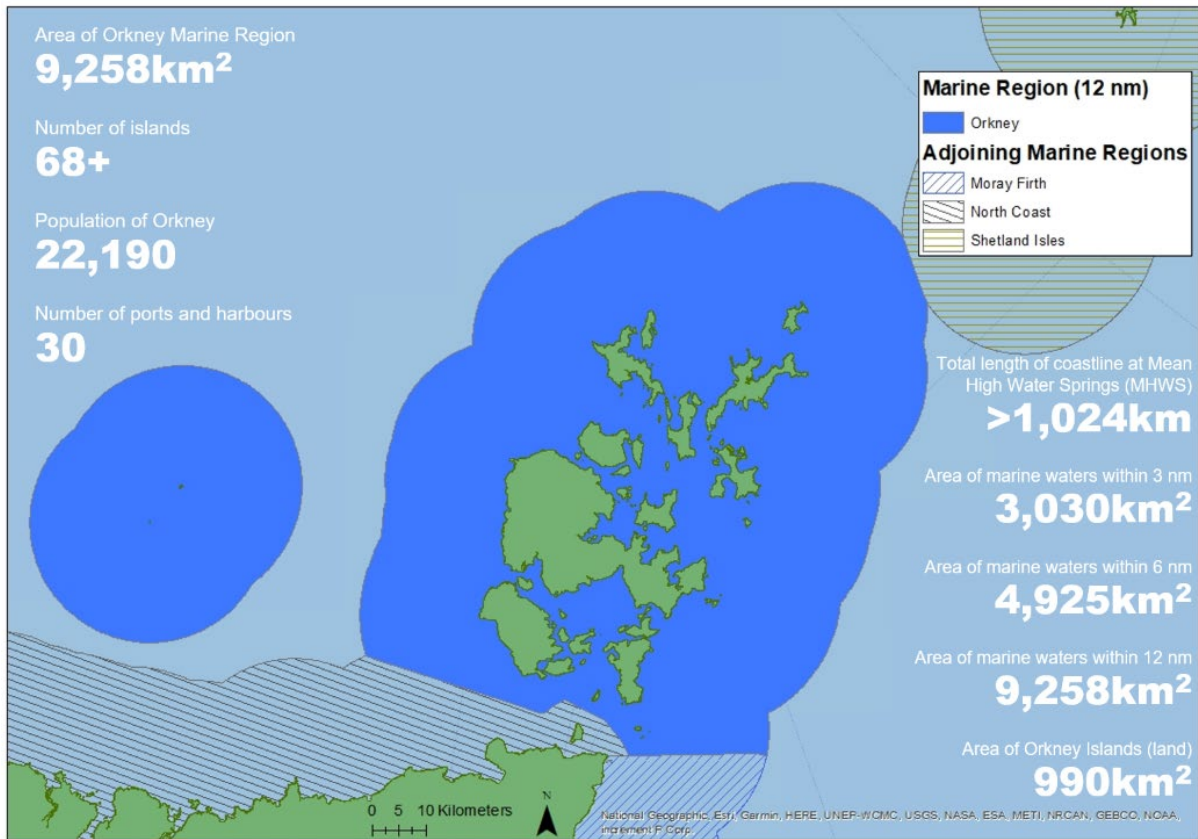 Area of Orkney Marine Region
9,258km²
Number of islands
68+
Population of Orkney
22,190
Number of ports and harbours
30
Marine Region (12 nm)
Orkney
Adjoining Marine Regions
Moray Firth
North Coast
Shetland Isles
Total length of coastline at Mean
High Water Springs (MHWS)
>1,024km
Area of marine waters within 3 nm
3,030km²
Area of marine waters within 6 nm
4,925km²
Area of marine waters within 12 nm
9,258km²
Area of Orkney Islands (land)
990km²
0 5 10 Kilometers
N
National Geographic, Esri, Garmin, HERE, UNEP-WCMC, USGS, NASA, ESA, METI, NRCAN, GEBCO, NOAA,
increment P Corp.